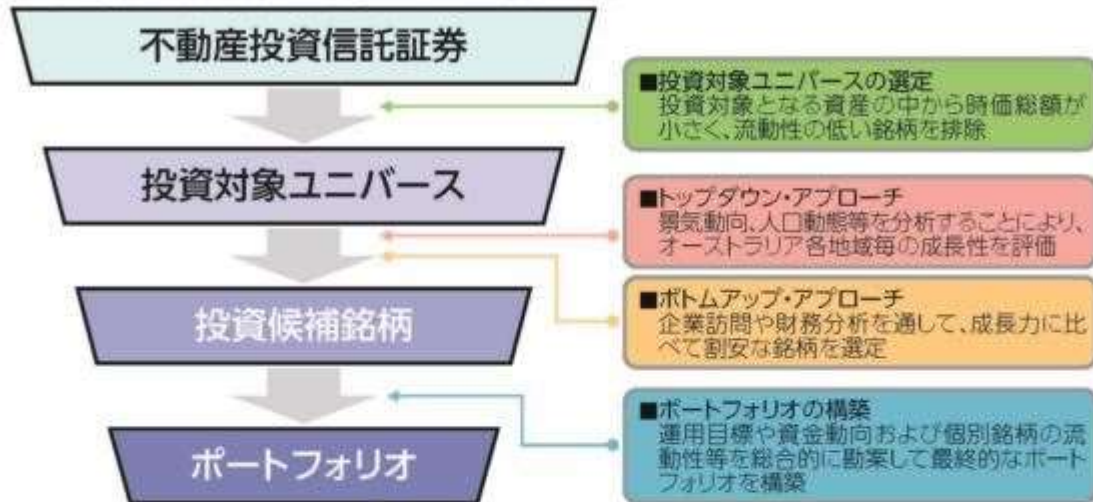 不動産投資信託証券
■投資対象ユニバースの選定
投資対象となる資産の中から時価総額が
小さく、流動性の低い銘柄を排除
投資対象ユニバース
■トップダウン・アプローチ
景気動向、人口動態等を分析することにより、
オーストラリア各地域毎の成長性を評価
■ボトムアップ・アプローチ
企業訪問や財務分析を通して、成長力に比
べて割安な銘柄を選定
投資候補銘柄
■ポートフォリオの構築
運用目標や資金動向および個別銘柄の流
動性等を総合的に勘案して最終的なポート
フォリオを構築
ポートフォリオ